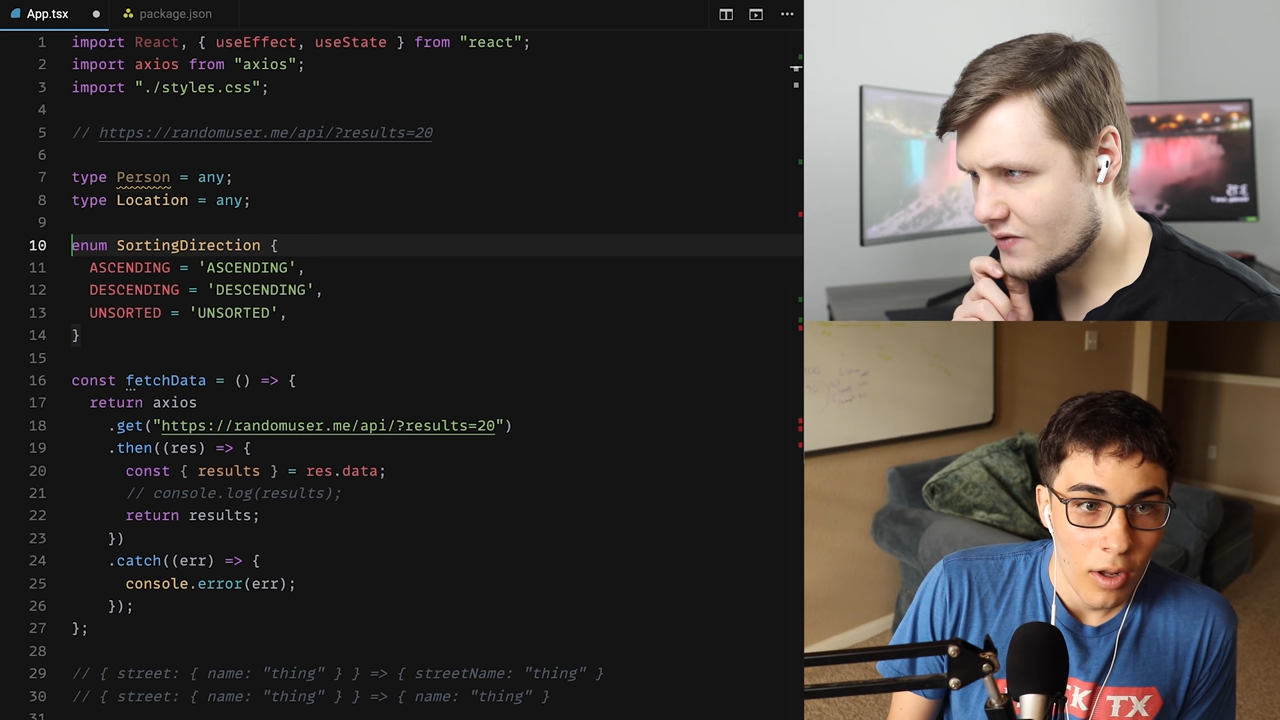 App.tsx
package.json
1 import React, { useEffect, useState } from "react";
2 import axios from "axios";
3 import "./styles.css";
4
5 // https://randomuser.me/api/?results=20
6
7 type Person = any;
8 type Location = any;
9
10 enum SortingDirection {
11 ASCENDING = 'ASCENDING',
12 DESCENDING = 'DESCENDING',
13 UNSORTED = 'UNSORTED',
14 }
15
16 const fetchData = () => {
17 return axios
18 .get("https://randomuser.me/api/?results=20")
19 .then((res) => {
20 const { results } = res.data;
21 // console.log(results);
22 return results;
23 })
24 .catch((err) => {
25 console.error(err);
26 });
27 };
28
29 // { street: { name: "thing" } } => { streetName: "thing" }
30 // { street: { name: "thing" } } => { name: "thing" }
31
TX